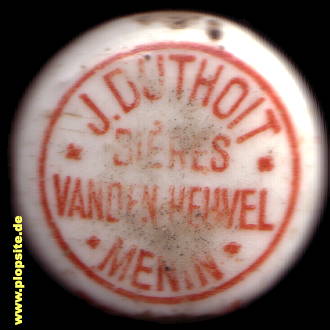 J. DUTHOIT
BIÈRES
VANDEN HEUVEL
MENIN
www.plopsite.de